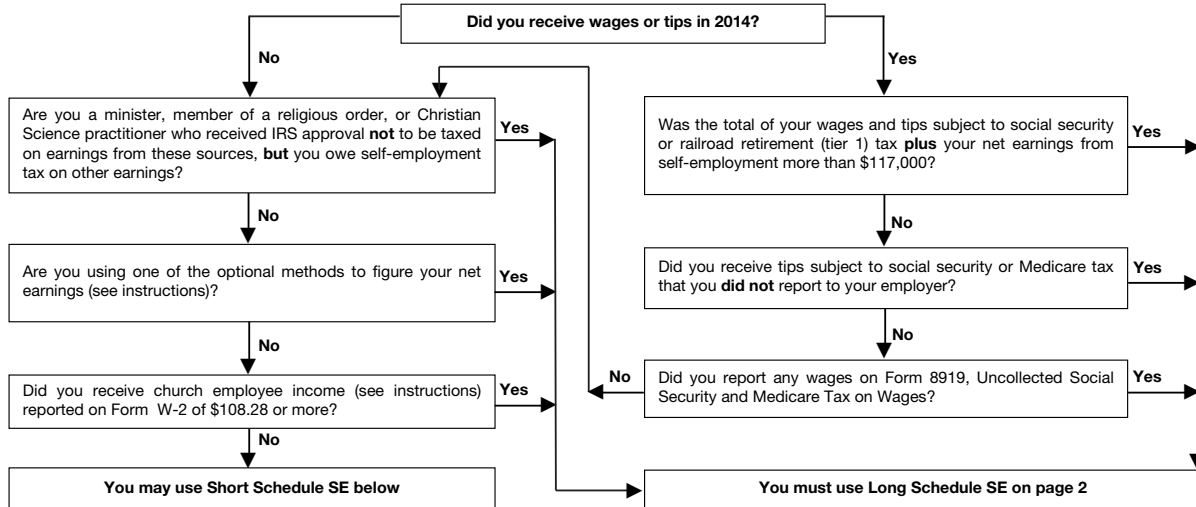 Did you receive wages or tips in 2014?
No
Yes
Are you a minister, member of a religious order, or Christian
Science practitioner who received IRS approval not to be taxed
on earnings from these sources, but you owe self-employment
tax on other earnings?
Yes
Was the total of your wages and tips subject to social security
or railroad retirement (tier 1) tax plus your net earnings from
self-employment more than $117,000?
Yes
No
No
Are you using one of the optional methods to figure your net
earnings (see instructions)?
Yes
Did you receive tips subject to social security or Medicare tax
that you did not report to your employer?
Yes
No
No
Did you receive church employee income (see instructions)
reported on Form W-2 of $108.28 or more?
Yes
No
Did you report any wages on Form 8919, Uncollected Social
Security and Medicare Tax on Wages?
Yes
No
You may use Short Schedule SE below
You must use Long Schedule SE on page 2